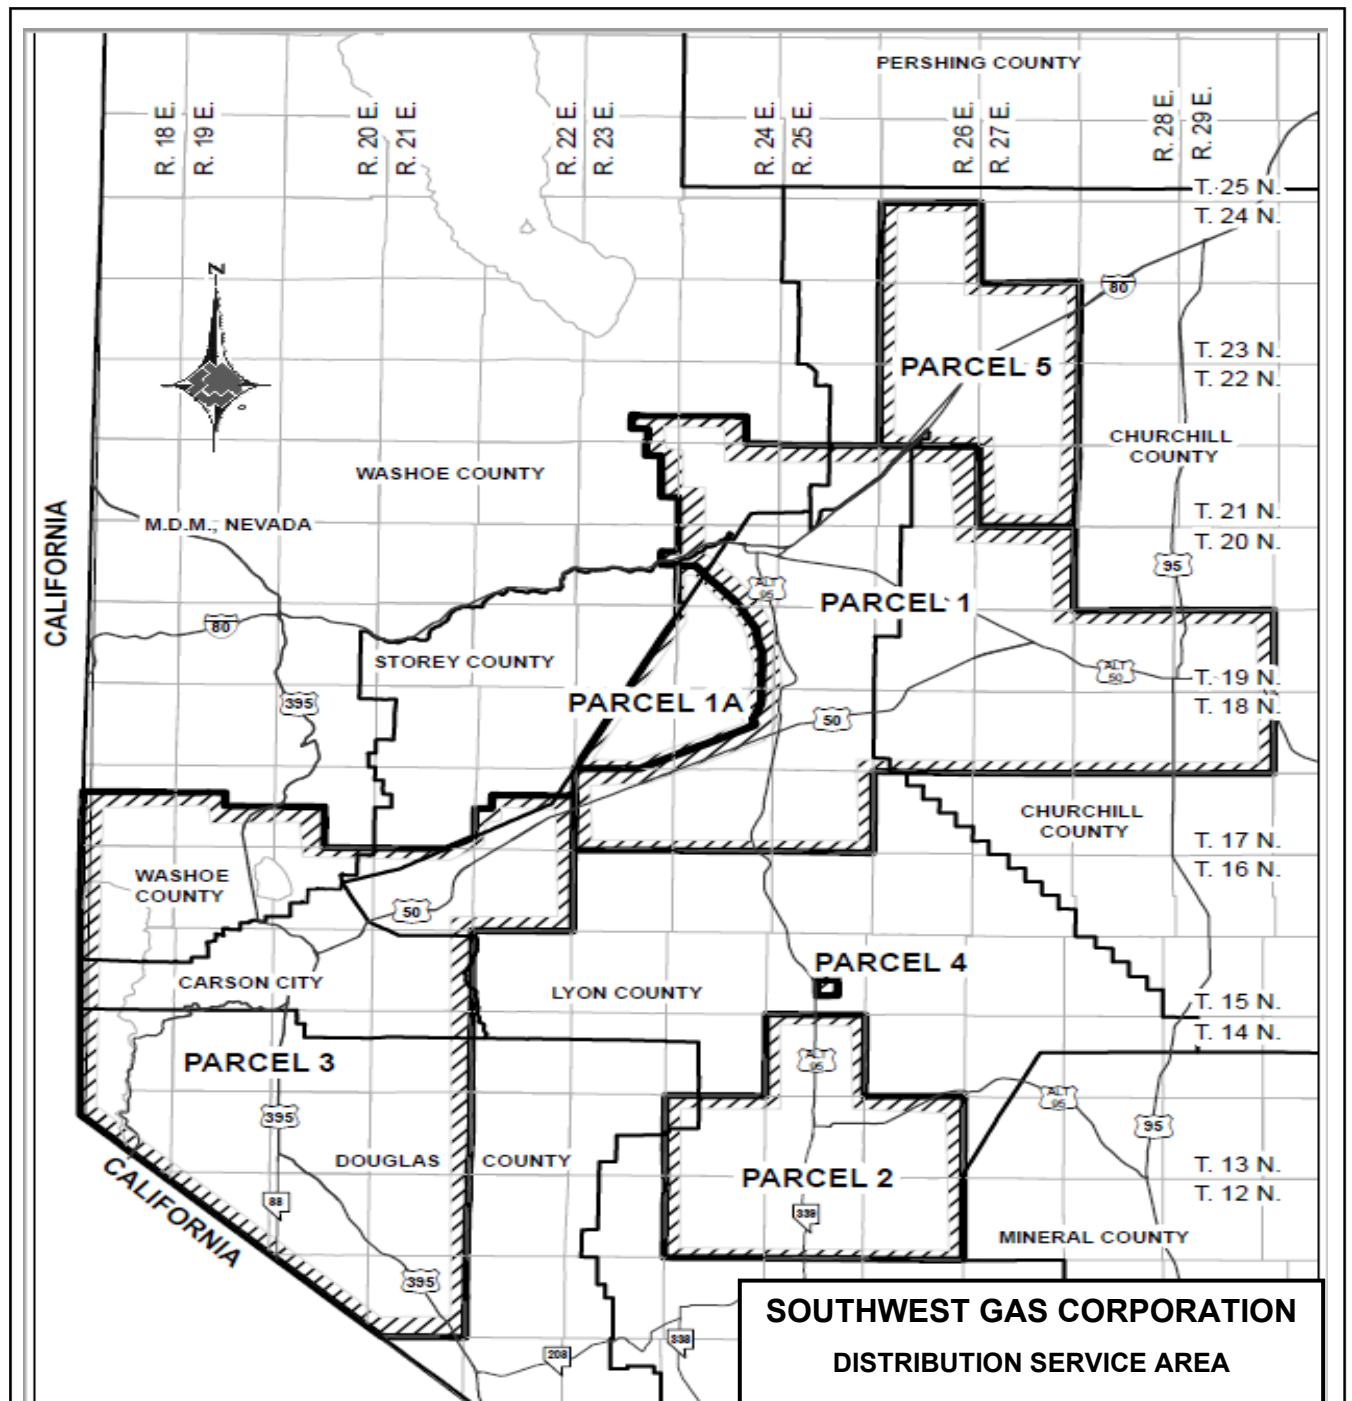 PERSHING COUNTY
R. 18 E.
R. 19 E.
R. 20 E.
R. 21 E.
R. 22 E.
R. 23 E.
R. 24 E.
R. 25 E.
R. 26 E.
R. 27 E.
R. 28 E.
R. 29 E.
T. 25 N.
T. 24 N.
N
80
T. 23 N.
PARCEL 5
T. 22 N.
CHURCHILL
COUNTY
WASHOE COUNTY
CALIFORNIA
M.D.M., NEVADA
T. 21 N.
T. 20 N.
95
ALT
95
PARCEL 1
80
STOREY COUNTY
ALT
50
T. 19 N.
395
PARCEL 1A
T. 18 N.
50
CHURCHILL
COUNTY
T. 17 N.
WASHOE
COUNTY
T. 16 N.
50
PARCEL 4
CARSON CITY
LYON COUNTY
T. 15 N.
T. 14 N.
PARCEL 3
ALT
95
ALT
95
395
95
DOUGLAS COUNTY
T. 13 N.
CALIFORNIA
PARCEL 2
T. 12 N.
88
339
MINERAL COUNTY
395
338
208
SOUTHWEST GAS CORPORATION
DISTRIBUTION SERVICE AREA